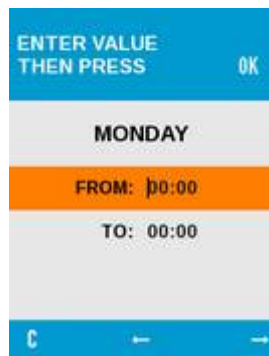 ENTER VALUE
THEN PRESS OK
MONDAY
FROM: 00:00
TO: 00:00
C ← →